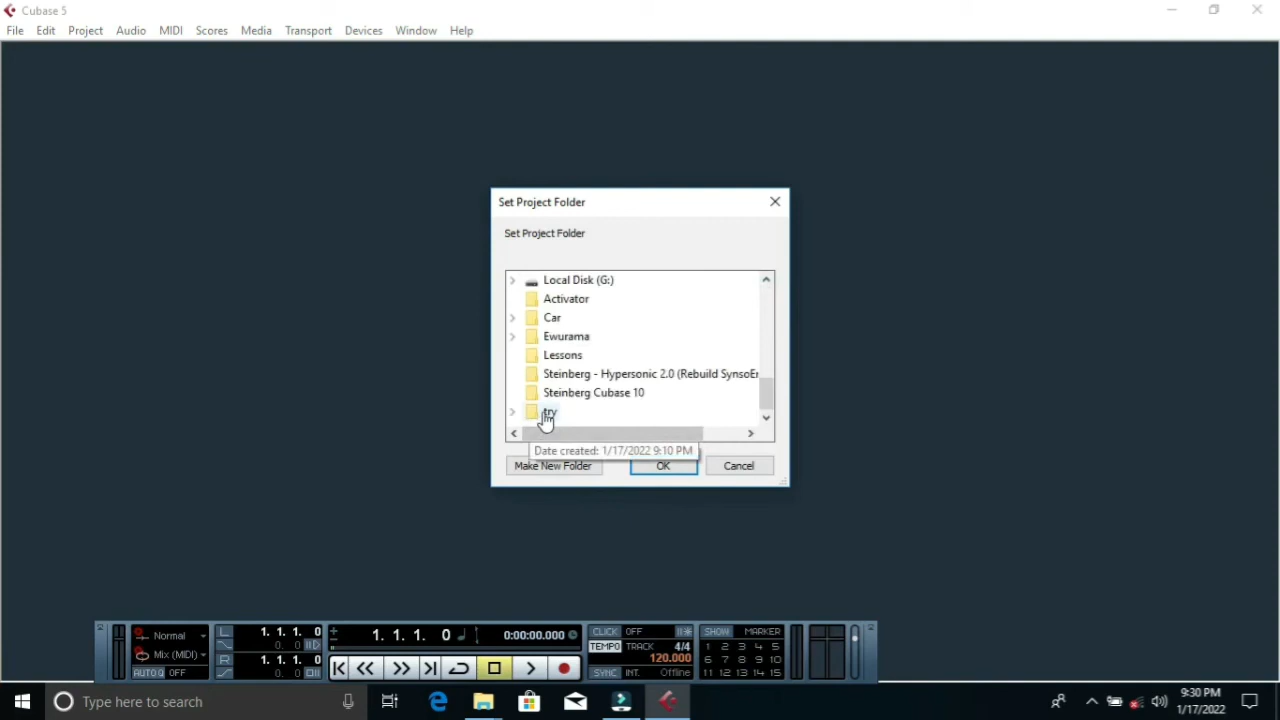 Cubase 5
File Edit Project Audio MIDI Scores Media Transport Devices Window Help
Set Project Folder
Set Project Folder
Local Disk (G:)
Activator
Car
Ewurama
Lessons
Steinberg - Hypersonic 2.0 (Rebuild SynsoE
Steinberg Cubase 10
try
Date created: 1/17/2022 9:10 PM
Make New Folder OK Cancel
Normal L 1. 1. 1. 0 1. 1. 1. 0 0:00:00.000 CLICK OFF SHOW MARKER
0. 0 TEMPO TRACK 4/4 1 2 3 4 5
Mix (MIDI) R 1. 1. 1. 0 120.000 6 7 8 9 10
AUTO Q OFF 0. 0 SYNC INT. Offline 11 12 13 14 15
Type here to search
9:30 PM
1/17/2022